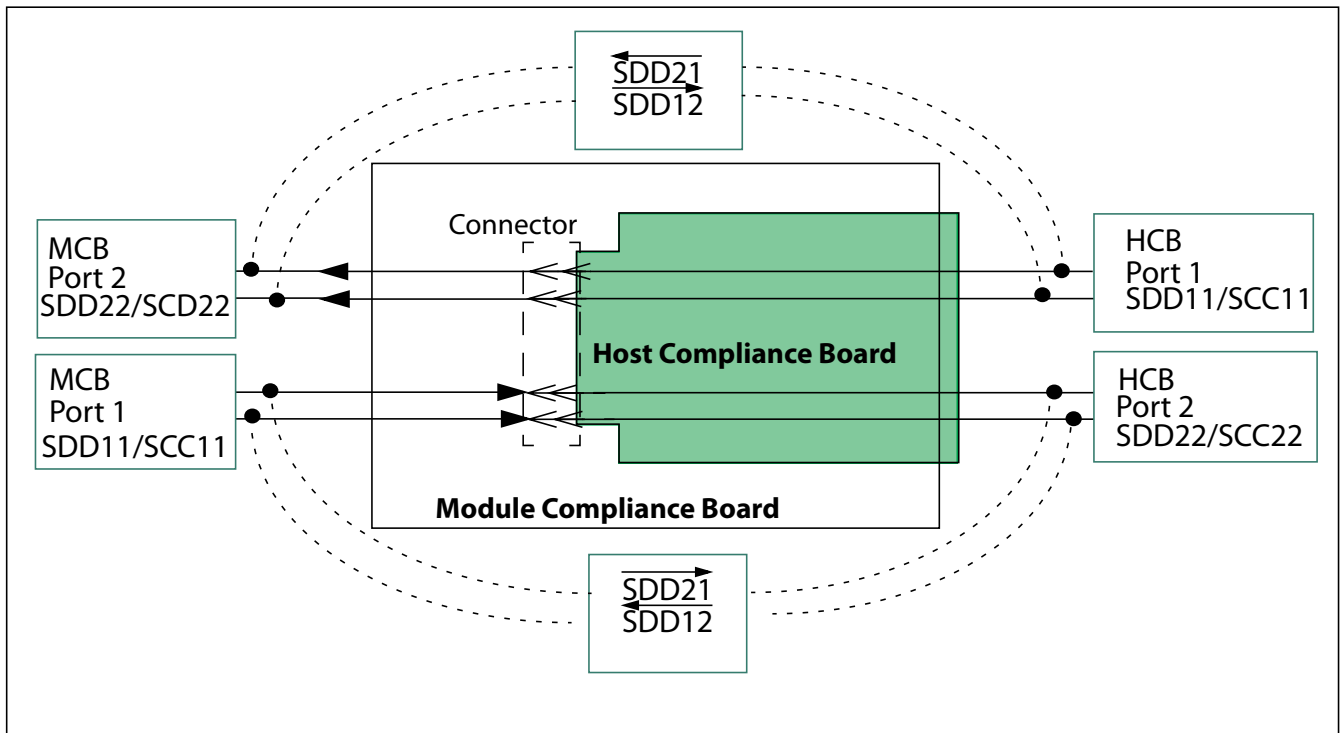 SDD21
SDD12
Connector
MCB
Port 2
SDD22/SCD22
HCB
Port 1
SDD11/SCC11
Host Compliance Board
MCB
Port 1
SDD11/SCC11
HCB
Port 2
SDD22/SCC22
Module Compliance Board
SDD21
SDD12